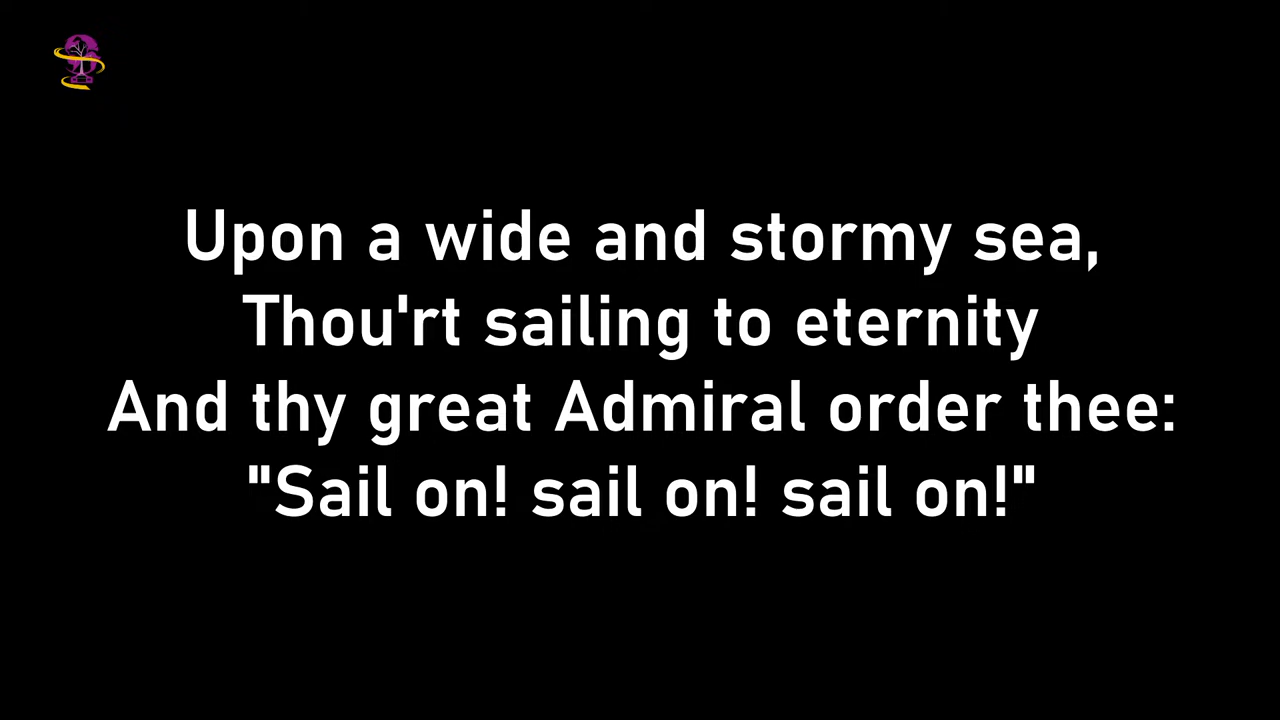 Upon a wide and stormy sea,
Thou'rt sailing to eternity
And thy great Admiral order thee:
"Sail on! sail on! sail on!"